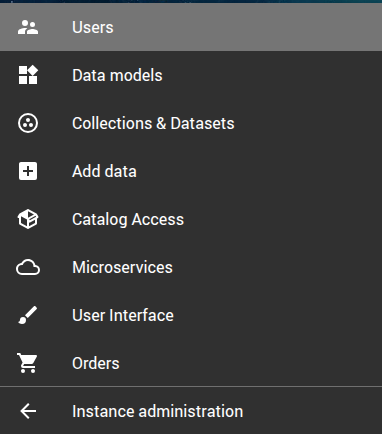 Users
Data models
Collections & Datasets
Add data
Catalog Access
Microservices
User Interface
Orders
Instance administration